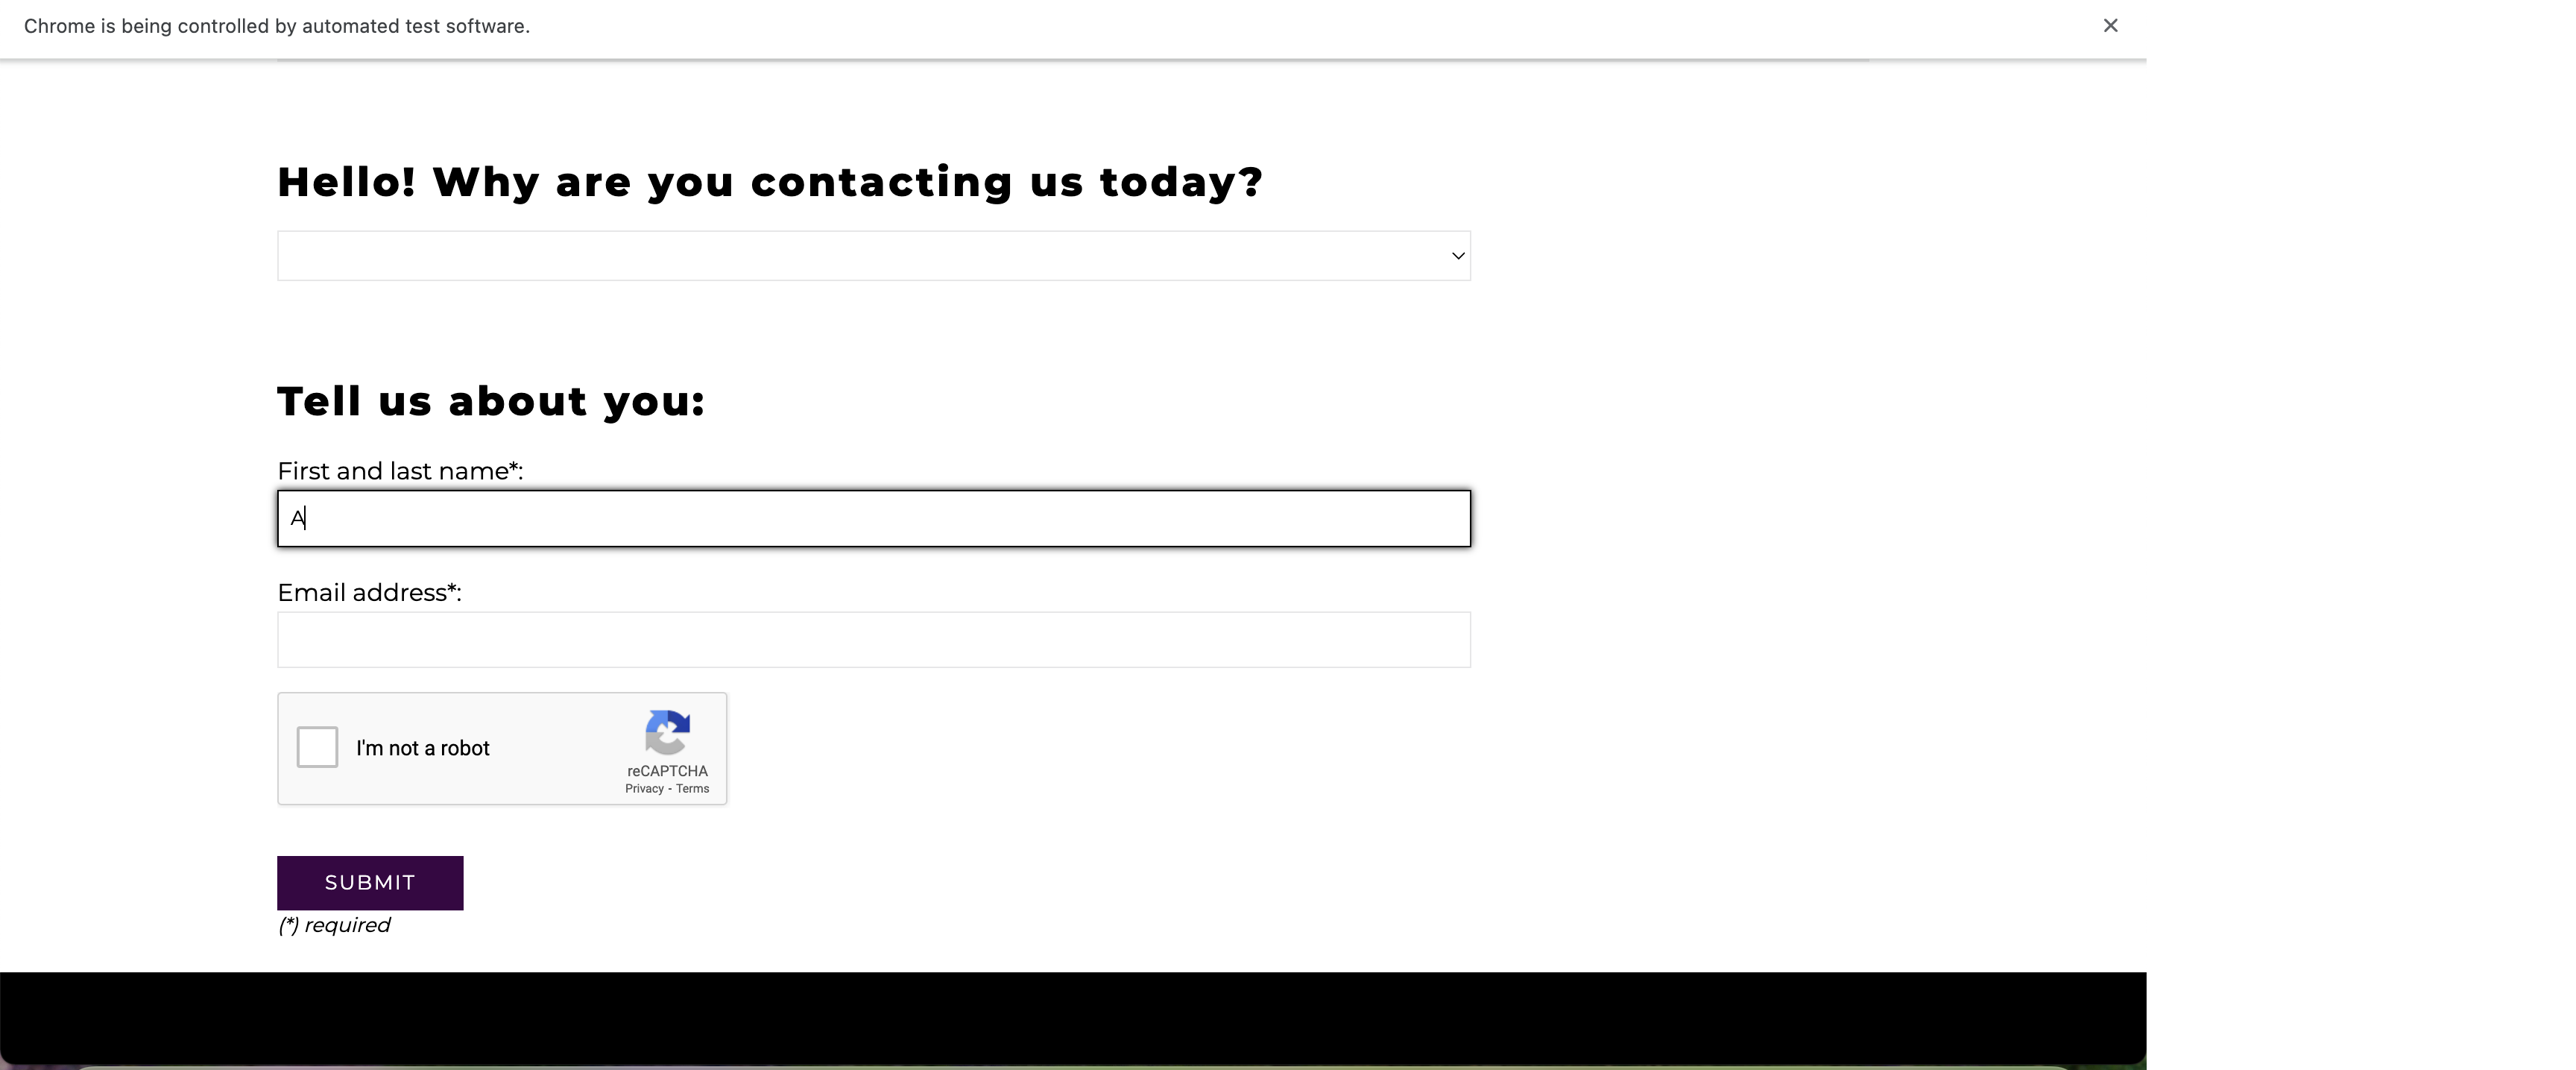 Chrome is being controlled by automated test software.
Hello! Why are you contacting us today?
Tell us about you:
First and last name*:
A
Email address*:
I'm not a robot
reCAPTCHA
Privacy - Terms
SUBMIT
(*) required